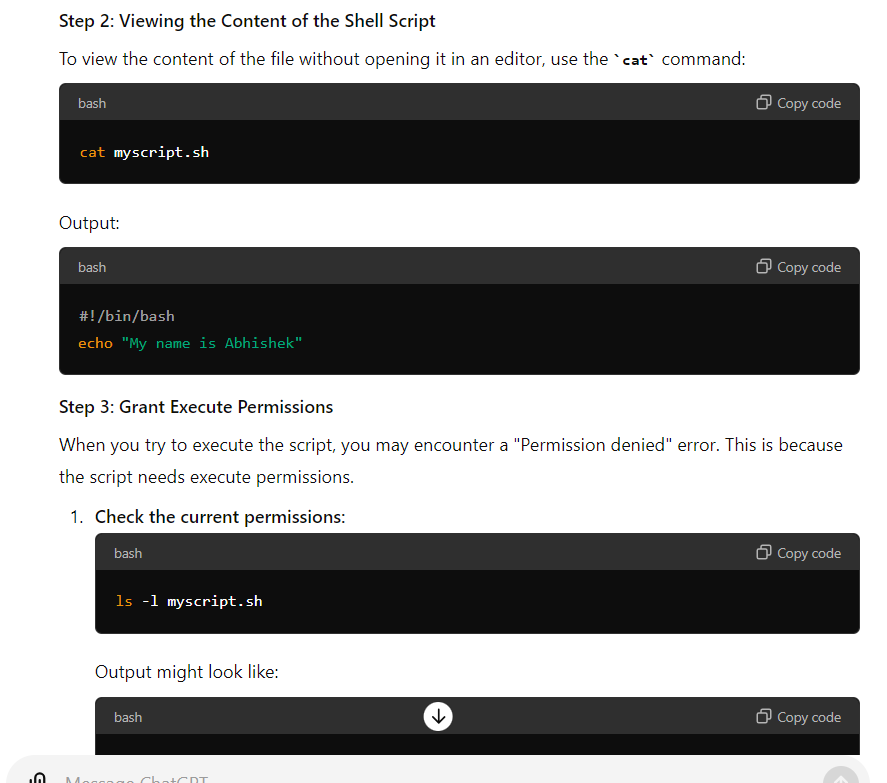 Step 2: Viewing the Content of the Shell Script
To view the content of the file without opening it in an editor, use the `cat` command:
bash
Copy code
cat myscript.sh
Output:
bash
Copy code
#!/bin/bash
echo "My name is Abhishek"
Step 3: Grant Execute Permissions
When you try to execute the script, you may encounter a "Permission denied" error. This is because
the script needs execute permissions.
1. Check the current permissions:
bash
Copy code
ls -l myscript.sh
Output might look like:
bash
Copy code
Message ChatGPT